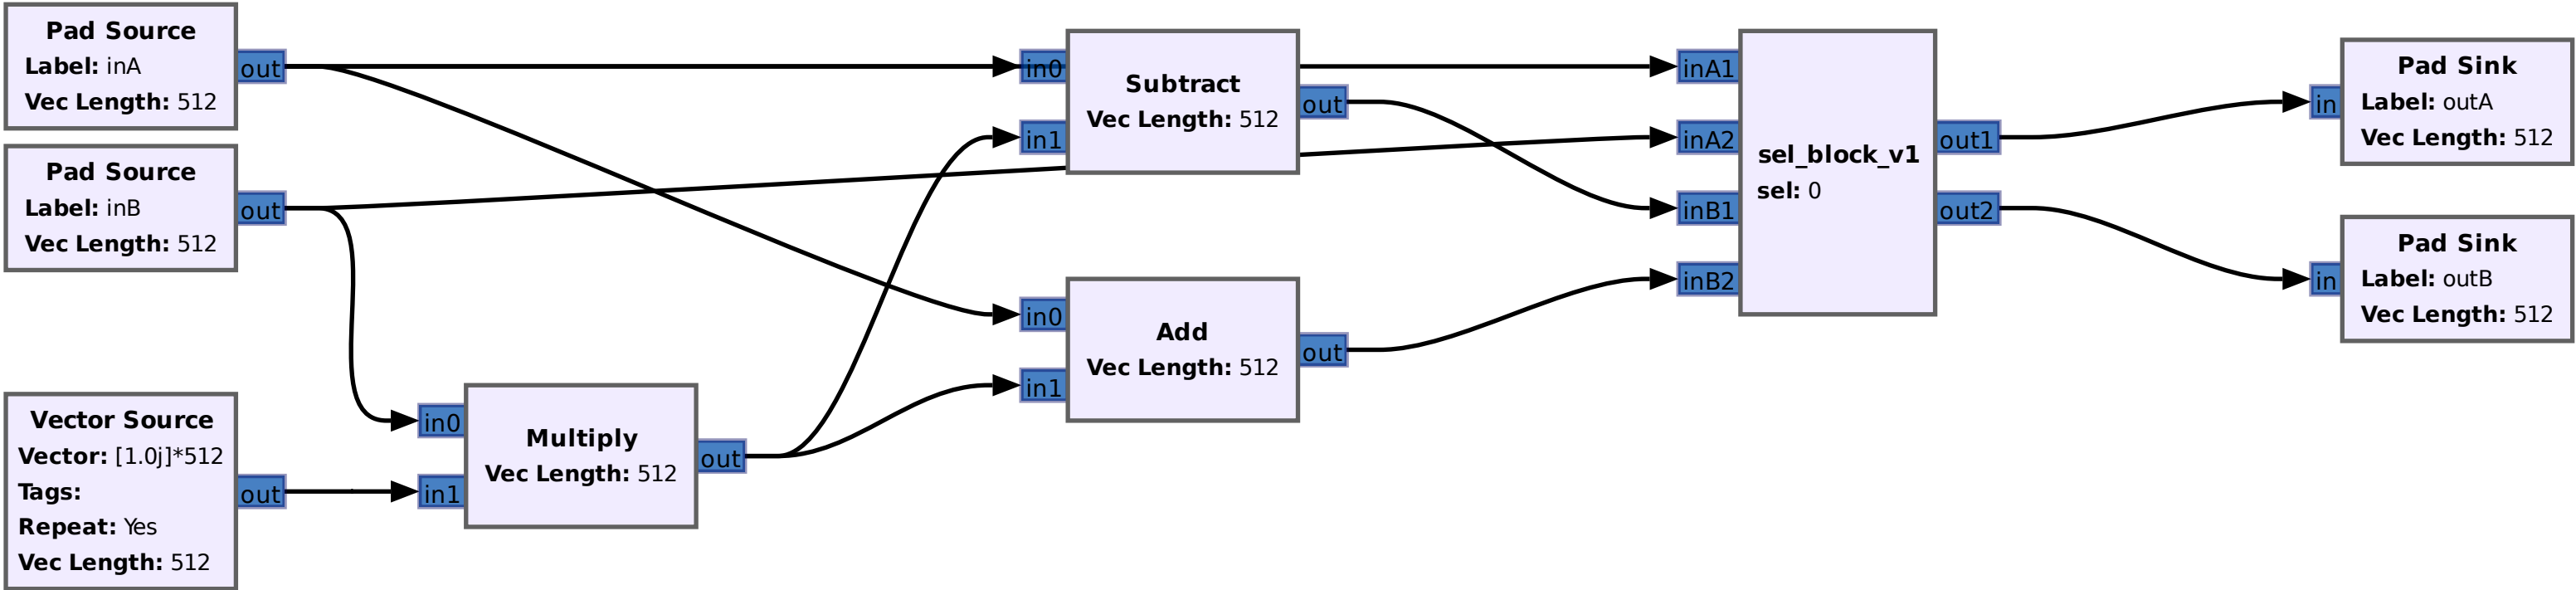 Pad Source
Label: inA
Vec Length: 512
out
Pad Source
Label: inB
Vec Length: 512
out
Vector Source
Vector: [1.0j]*512
Tags:
Repeat: Yes
Vec Length: 512
out
in0
in1
Multiply
Vec Length: 512
out
in0
in1
Subtract
Vec Length: 512
out
in0
in1
Add
Vec Length: 512
out
inA1
inA2
inB1
inB2
sel_block_v1
sel: 0
out1
out2
in
Pad Sink
Label: outA
Vec Length: 512
in
Pad Sink
Label: outB
Vec Length: 512